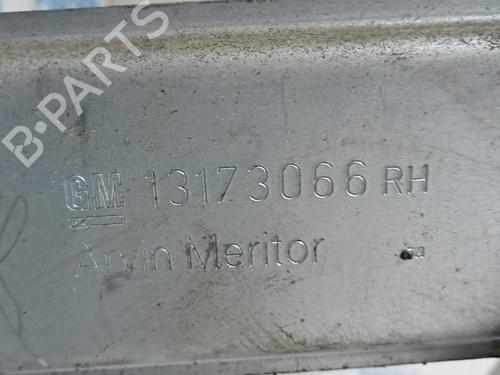 B-PARTS
GM 13173066 RH
Arvin Meritor